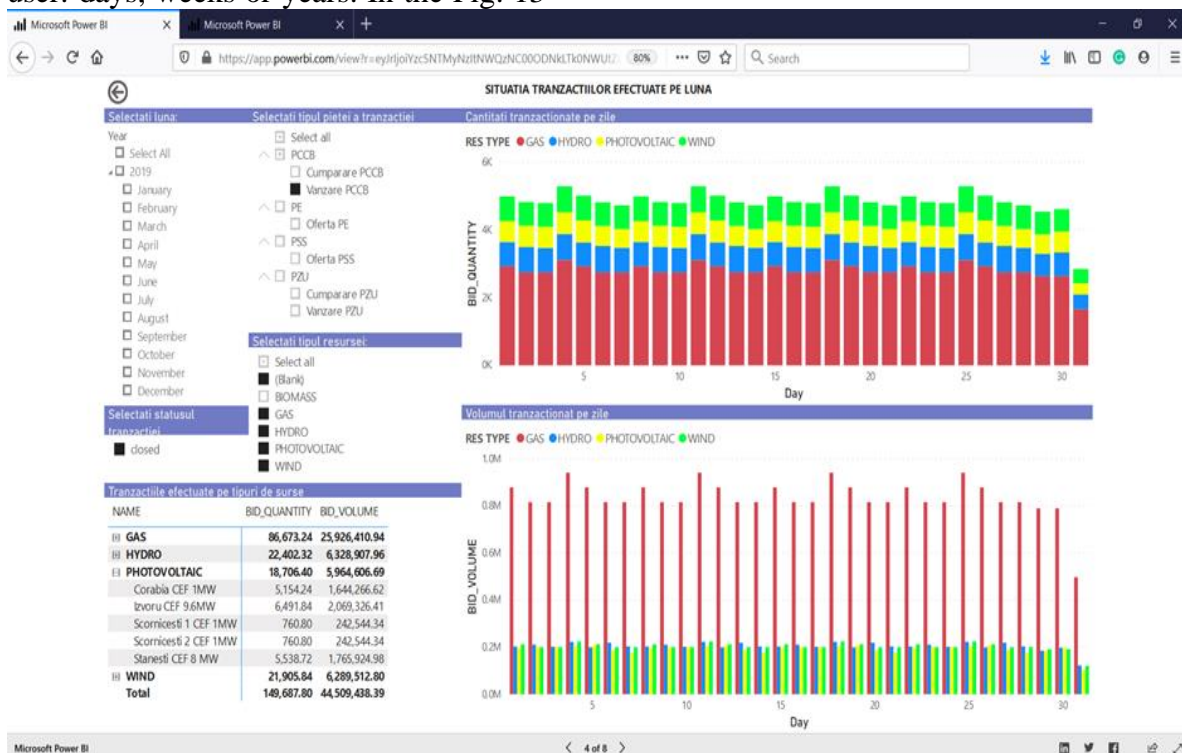 user: days, weeks or years. In the Fig. 13
Microsoft Power BI
Microsoft Power BI
80%
Search
SITUATIA TRANZACTIILOR EFECTUATE PE LUNA
Selectati luna:
Year
Select All
2019
January
February
March
April
May
June
July
August
September
October
November
December
Selectati statusul
tranzactiei
closed
Selectati tipul pietei a tranzactiei
Select all
PCCB
Cumparare PCCB
Vanzare PCCB
PE
Oferta PE
PSS
Oferta PSS
PZU
Cumparare PZU
Vanzare PZU
Selectati tipul resursei:
Select all
(Blank)
BIOMASS
GAS
HYDRO
PHOTOVOLTAIC
WIND
Tranzactiile efectuate pe tipuri de surse
NAME BID_QUANTITY BID_VOLUME
GAS 86,673.24 25,926,410.94
HYDRO 22,402.32 6,328,907.96
PHOTOVOLTAIC 18,706.40 5,964,606.69
Corabia CEF 1MW 5,154.24 1,644,266.62
Izvoru CEF 9.6MW 6,491.84 2,069,326.41
Scornicesti 1 CEF 1MW 760.80 242,544.34
Scornicesti 2 CEF 1MW 760.80 242,544.34
Stanesti CEF 8 MW 5,538.72 1,765,924.98
WIND 21,905.84 6,289,512.80
Total 149,687.80 44,509,438.39
Cantitati tranzactionate pe zile
RES TYPE GAS HYDRO PHOTOVOLTAIC WIND
6K
4K
2K
0K
BID_QUANTITY
5 10 15 20 25 30
Day
Volumul tranzactionat pe zile
RES TYPE GAS HYDRO PHOTOVOLTAIC WIND
1.0M
0.8M
0.6M
0.4M
0.2M
0.0M
BID_VOLUME
5 10 15 20 25 30
Day
Microsoft Power BI
4 of 8